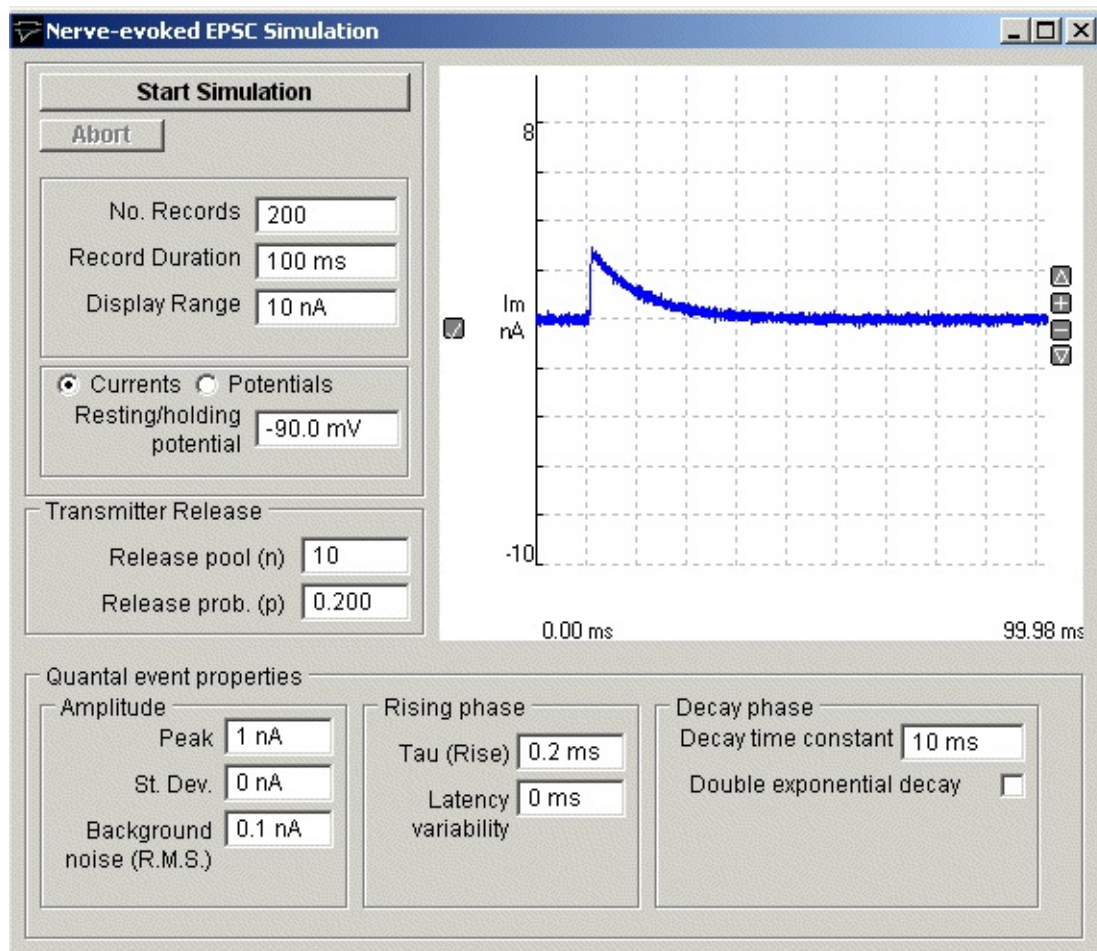 Nerve-evoked EPSC Simulation
Start Simulation
Abort
No. Records 200
Record Duration 100 ms
Display Range 10 nA
Currents Potentials
Resting/holding
potential -90.0 mV
Transmitter Release
Release pool (n) 10
Release prob. (p) 0.200
8
Im
nA
-10
0.00 ms 99.98 ms
Quantal event properties
Amplitude
Peak 1 nA
St. Dev. 0 nA
Background 0.1 nA
noise (R.M.S.)
Rising phase
Tau (Rise) 0.2 ms
Latency 0 ms
variability
Decay phase
Decay time constant 10 ms
Double exponential decay